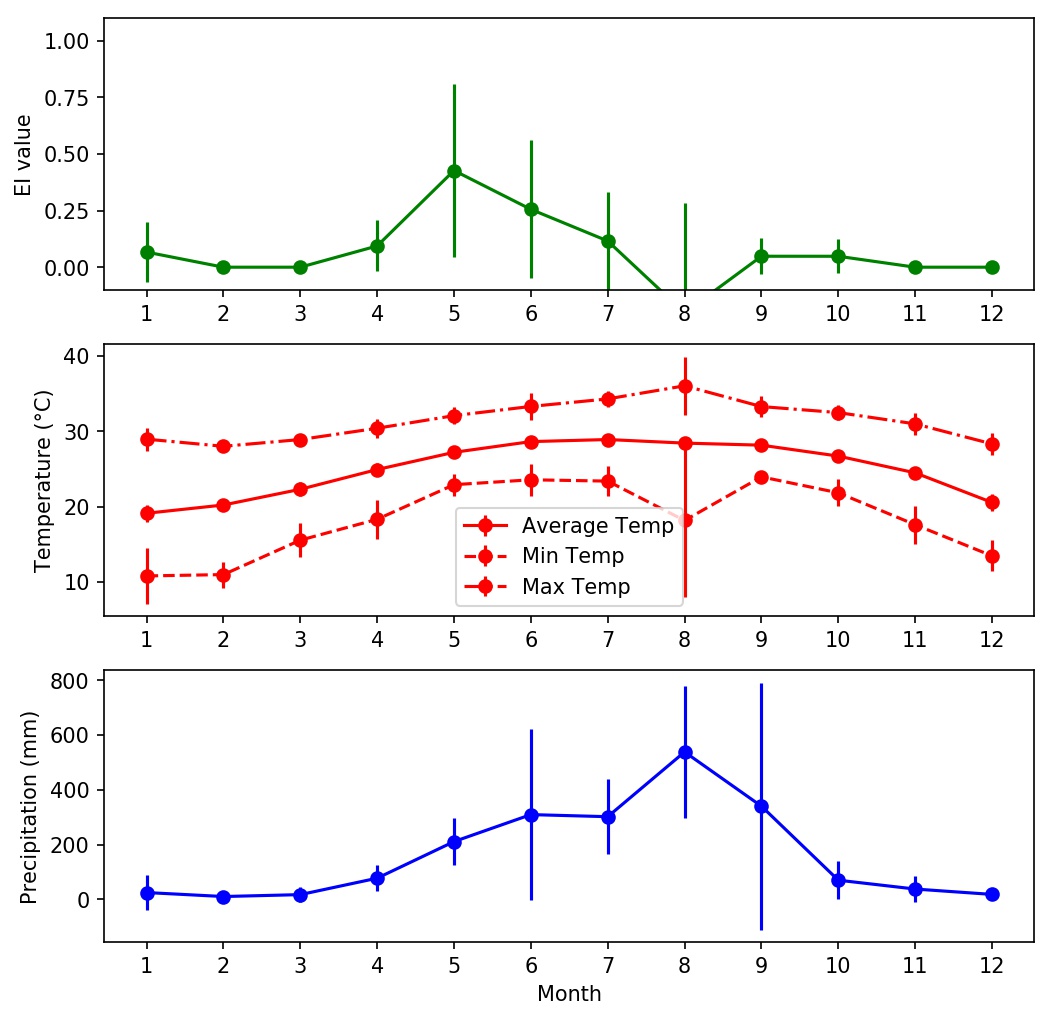 1.00
0.75
0.50
0.25
0.00
EI value
1 2 3 4 5 6 7 8 9 10 11 12
40
30
20
10
Temperature (°C)
Average Temp
Min Temp
Max Temp
1 2 3 4 5 6 7 8 9 10 11 12
800
600
400
200
0
Precipitation (mm)
1 2 3 4 5 6 7 8 9 10 11 12
Month